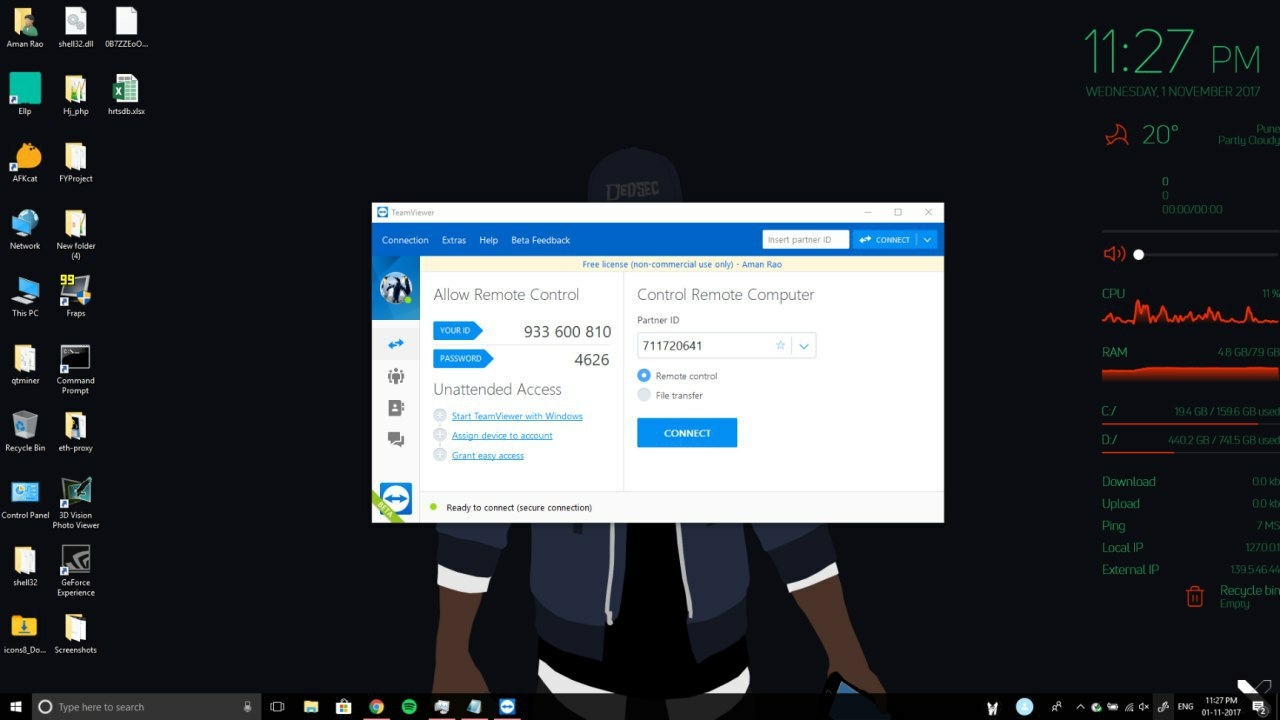 Aman Rao
shell32.dll
0B7ZZEoO...
Ellp
Hj_php
hrtsdb.xlsx
AFKcat
FYProject
Network
New folder
(4)
This PC
99
Fraps
qtminer
Command
Prompt
Recycle Bin
eth-proxy
Control Panel
3D Vision
Photo Viewer
shell32
GeForce
Experience
icons8_Do...
Screenshots
DEDSEC
TeamViewer
Connection Extras Help Beta Feedback
Insert partner ID
CONNECT
Free license (non-commercial use only) - Aman Rao
Allow Remote Control
YOUR ID 933 600 810
PASSWORD 4626
Unattended Access
Start TeamViewer with Windows
Assign device to account
Grant easy access
BETA
Control Remote Computer
Partner ID
711720641
Remote control
File transfer
CONNECT
Ready to connect (secure connection)
11:27 PM
WEDNESDAY, 1 NOVEMBER 2017
20°
Pune
Partly Cloudy
0
0
00:00/00:00
CPU 11 %
RAM 4.8 GB/7.9 GB
C:/ 19.4 GB / 159.6 GB used
D:/ 440.2 GB / 741.5 GB used
Download 0.0 kb
Upload 0.0 kb
Ping 7 MS
Local IP 127.0.0.1
External IP 139.5.46.44
Recycle bin
Empty
Type here to search
ENG
11:27 PM
01-11-2017
2